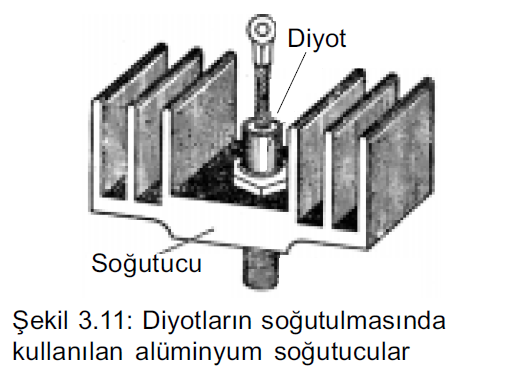 Diyot
Soğutucu
Şekil 3.11: Diyotların soğutulmasında
kullanılan alüminyum soğutucular